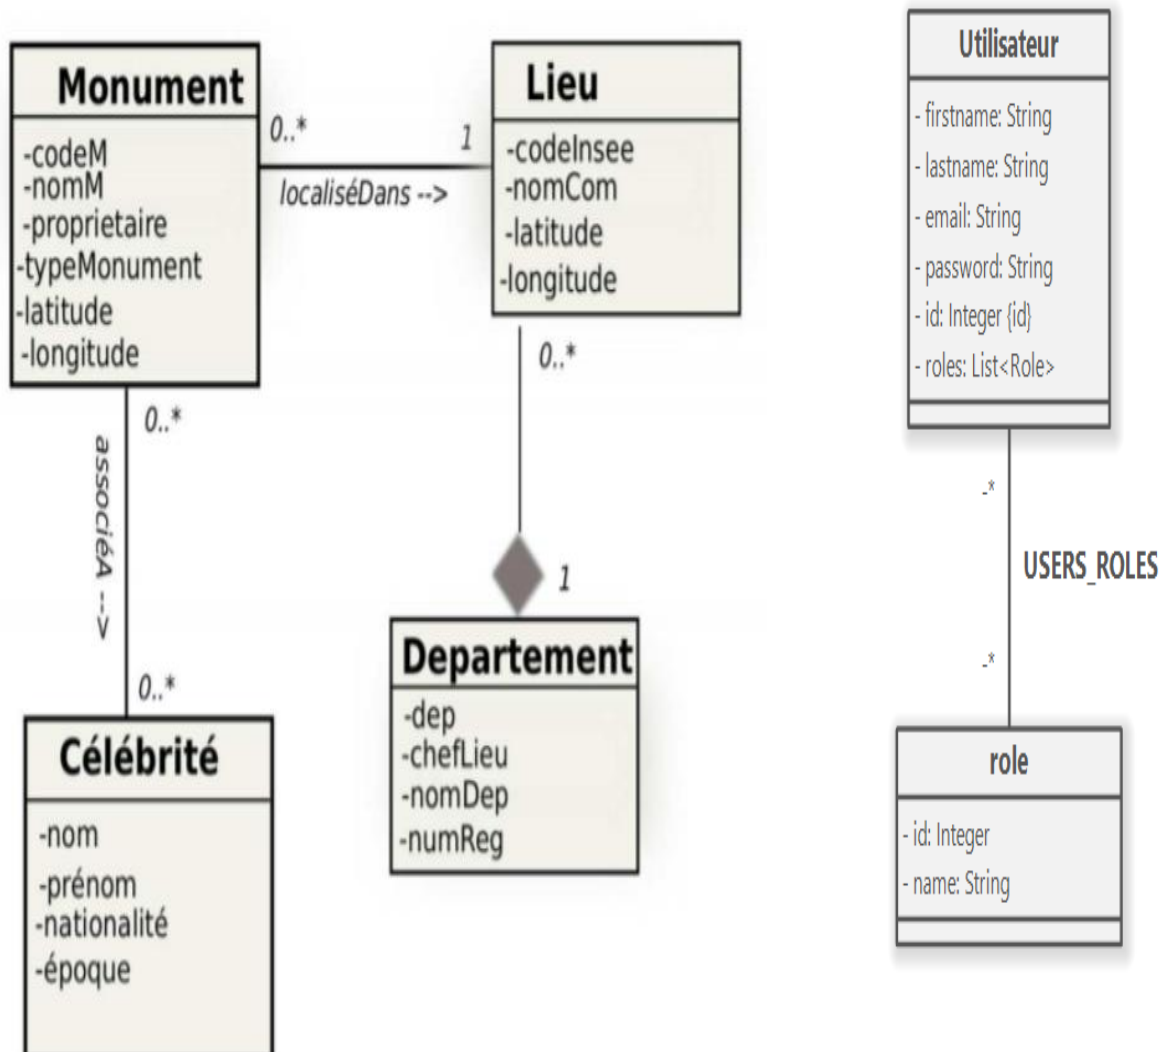 Monument
-codeM
-nomM
-proprietaire
-typeMonument
-latitude
-longitude
0..*
1
localiséDans -->
Lieu
-codeInsee
-nomCom
-latitude
-longitude
0..*
1
Departement
-dep
-chefLieu
-nomDep
-numReg
0..*
associéA -->
0..*
Célébrité
-nom
-prénom
-nationalité
-époque
Utilisateur
- firstname: String
- lastname: String
- email: String
- password: String
- id: Integer {id}
- roles: List<Role>
-*
USERS_ROLES
-*
role
- id: Integer
- name: String